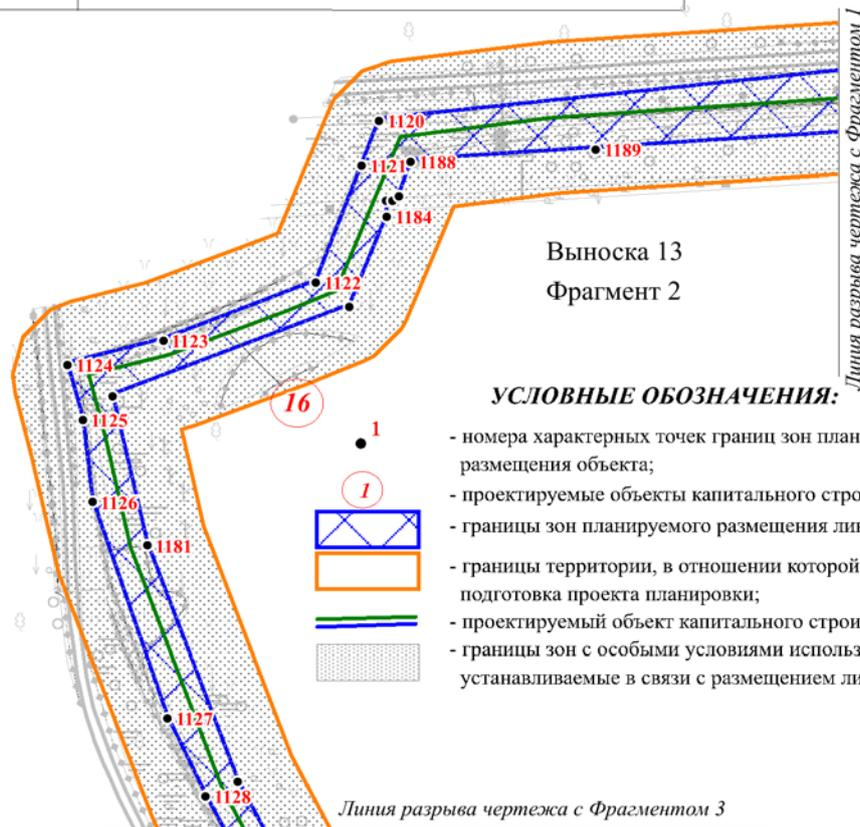 Линия разрыва чертежа с Фрагментом 1
1120
1121
1188
1189
1184
1122
1123
1124
1125
1126
1181
1127
1128
16
Выноска 13
Фрагмент 2
УСЛОВНЫЕ ОБОЗНАЧЕНИЯ:
1
- номера характерных точек границ зон план
размещения объекта;
1
- проектируемые объекты капитального стро
- границы зон планируемого размещения ли
- границы территории, в отношении которой
подготовка проекта планировки;
- проектируемый объект капитального строи
- границы зон с особыми условиями использ
устанавливаемые в связи с размещением ли
Линия разрыва чертежа с Фрагментом 3